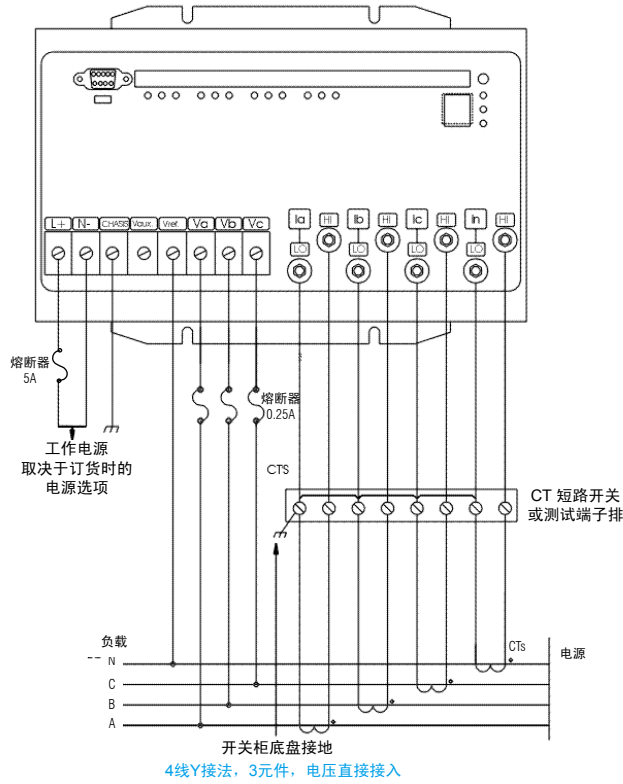 L+ N- CHASIS Vaux. Vref. Va Vb Vc
Ia HI Ib HI Ic HI In HI
LO LO LO LO
熔断器
5A
熔断器
0.25A
工作电源
取决于订货时的
电源选项
CTS
CT 短路开关
或测试端子排
负载
CTs
电源
N
C
B
A
开关柜底盘接地
4线Y接法，3元件，电压直接接入